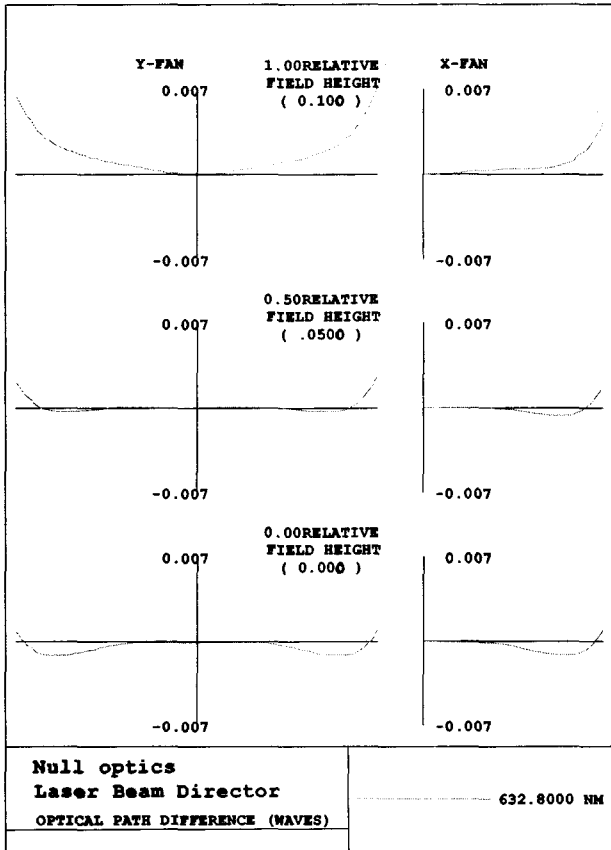 Y-FAN 1.00RELATIVE X-FAN
FIELD HEIGHT
0.007 ( 0.100 ) 0.007
-0.007 -0.007
0.50RELATIVE
FIELD HEIGHT
0.007 ( .0500 ) 0.007
-0.007 -0.007
0.00RELATIVE
FIELD HEIGHT
0.007 ( 0.000 ) 0.007
-0.007 -0.007
Null optics
Laser Beam Director
OPTICAL PATH DIFFERENCE (WAVES)
632.8000 NM